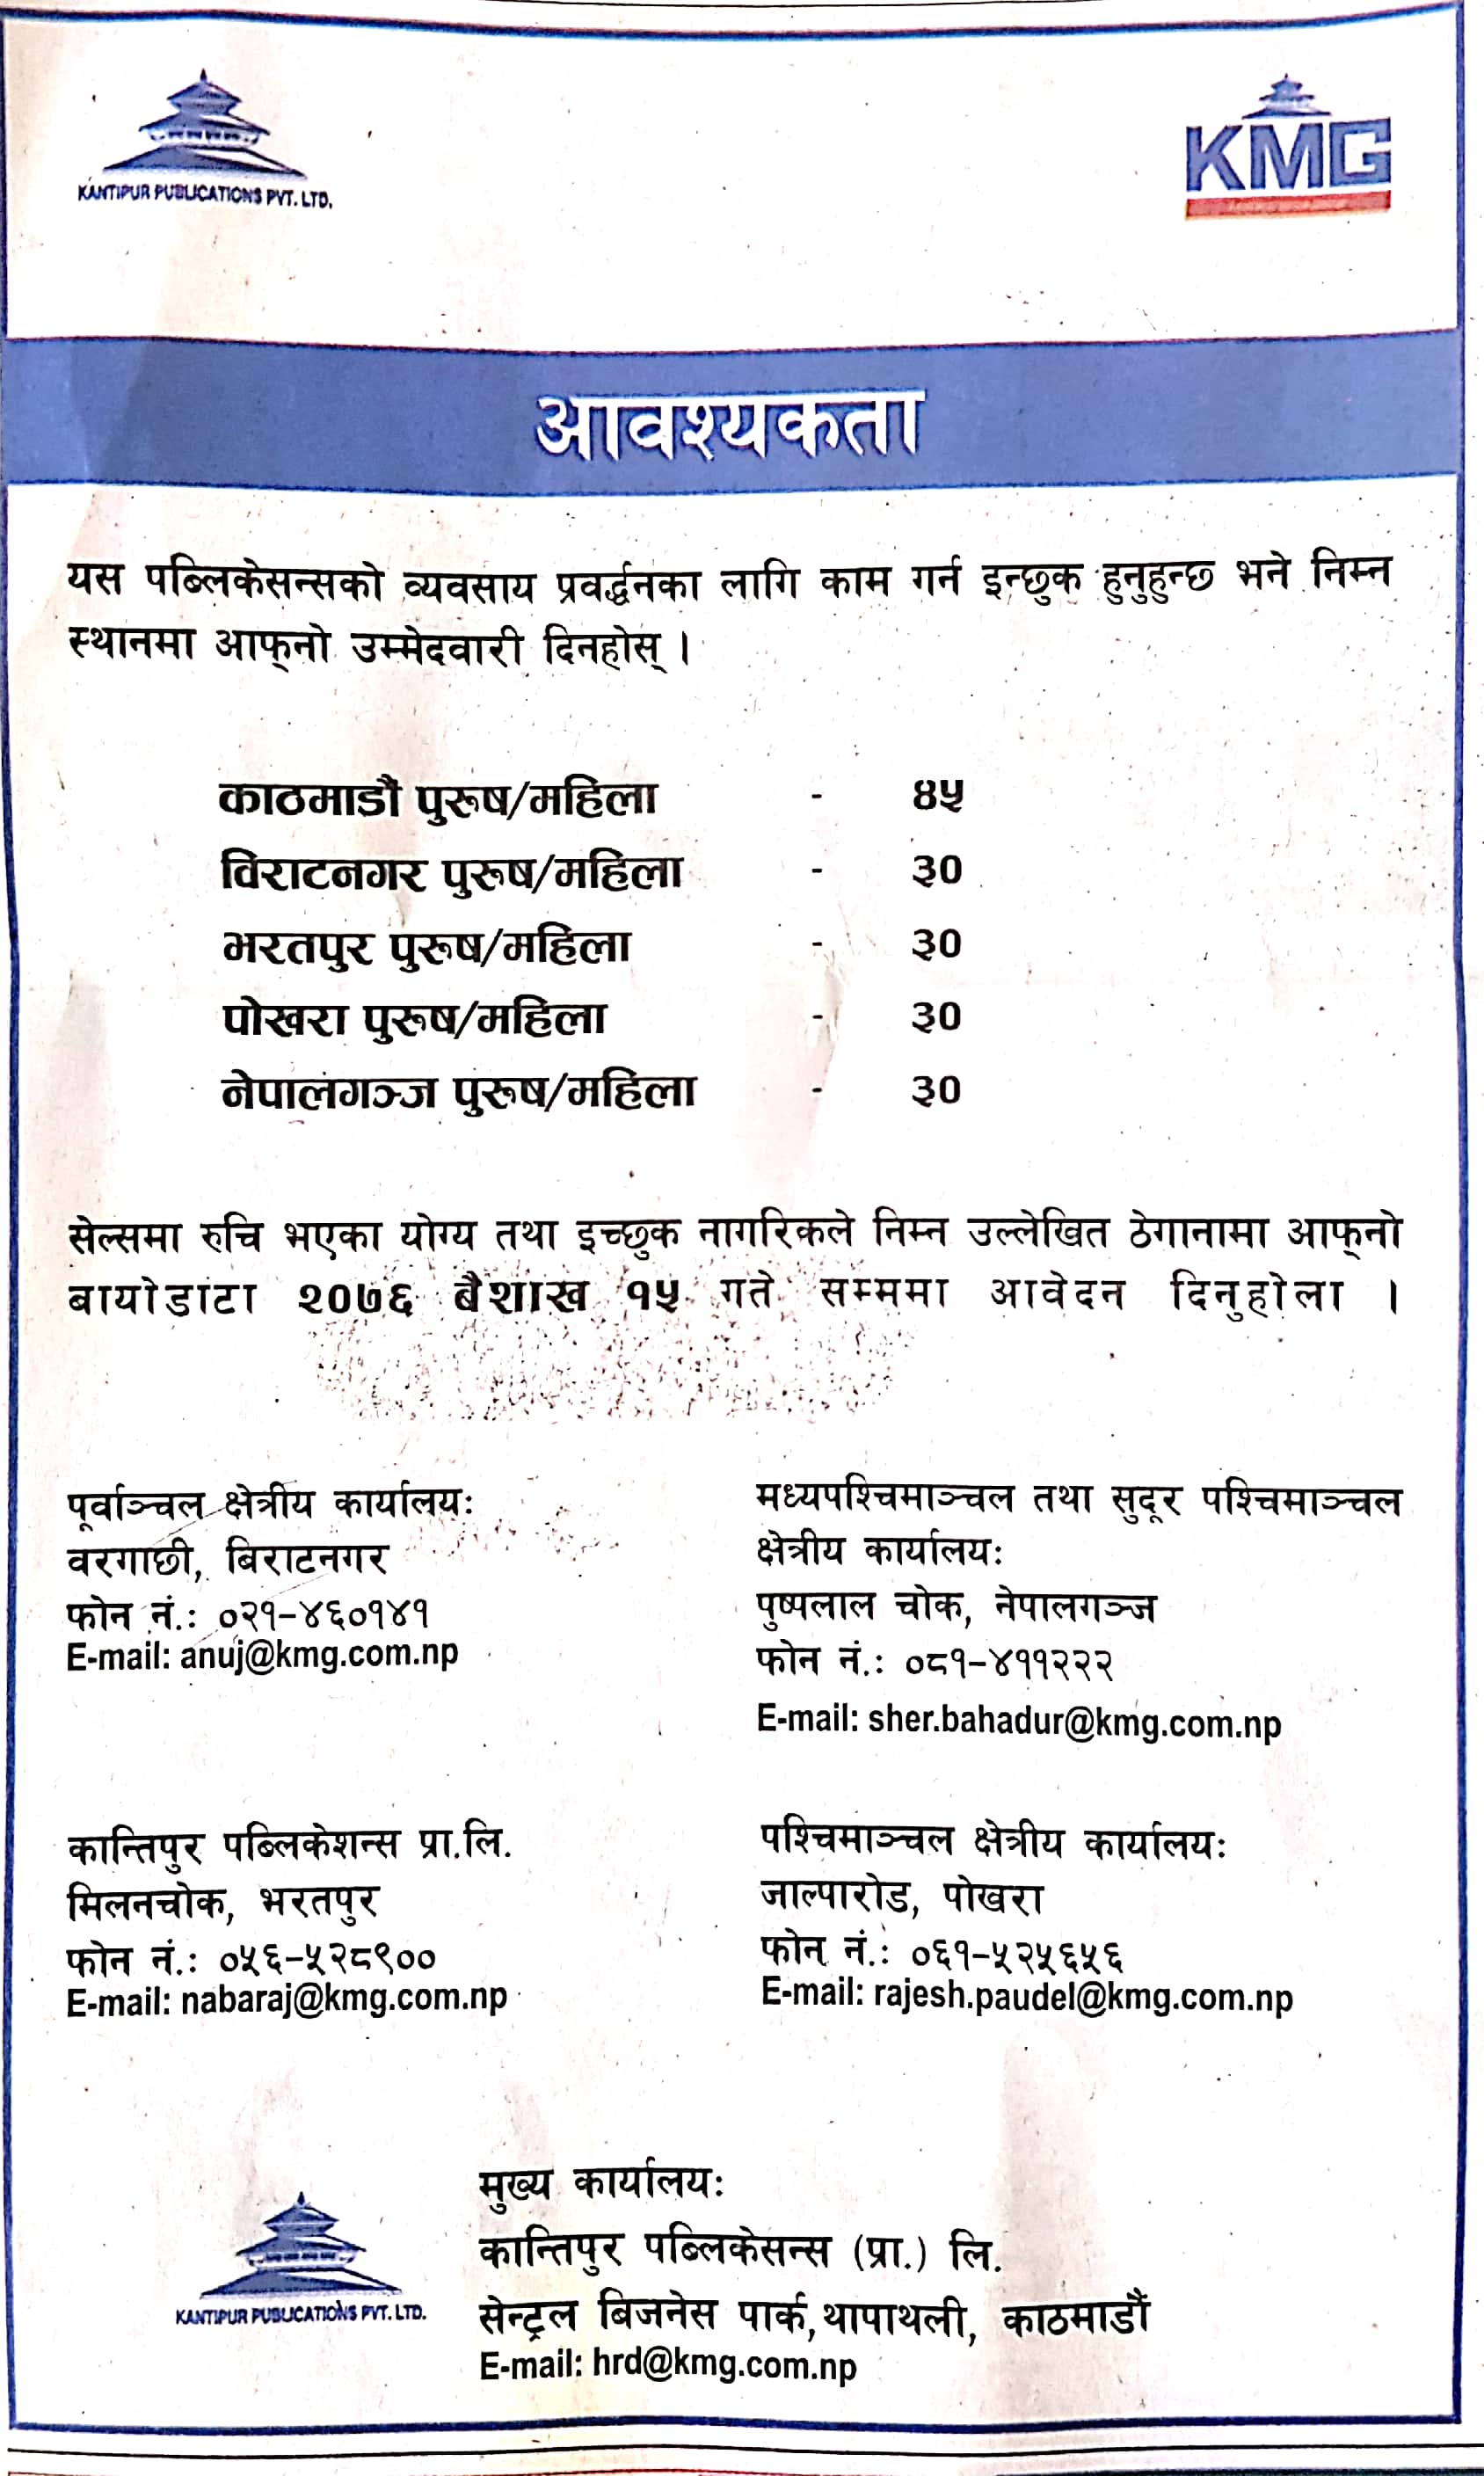 KANTIPUR PUBLICATIONS PVT. LTD.
KMG
आवश्यकता
यस पब्लिकेसन्सको व्यवसाय प्रवर्द्धनका लागि काम गर्न इन्छुक हुनुहुन्छ भने निम्न
स्थानमा आफ्नो उम्मेदवारी दिनहोस् ।
काठमाडौं पुरूष/महिला - ४५
विराटनगर पुरूष/महिला - ३०
भरतपुर पुरूष/महिला - ३०
पोखरा पुरूष/महिला - ३०
नेपालगञ्ज पुरूष/महिला - ३०
सेल्समा रुचि भएका योग्य तथा इच्छुक नागरिकले निम्न उल्लेखित ठेगानामा आफ्नो
बायोडाटा २०७६ बैशाख १५ गते सम्ममा आवेदन दिनुहोला ।
पूर्वाञ्चल क्षेत्रीय कार्यालयः
वरगाछी, बिराटनगर
फोन नं.: ०२१-४६०१४१
E-mail: anuj@kmg.com.np
मध्यपश्चिमाञ्चल तथा सुदूर पश्चिमाञ्चल
क्षेत्रीय कार्यालयः
पुष्पलाल चोक, नेपालगञ्ज
फोन नं.: ०८१-४११२२२
E-mail: sher.bahadur@kmg.com.np
कान्तिपुर पब्लिकेशन्स प्रा.लि.
मिलनचोक, भरतपुर
फोन नं.: ०५६-५२८९००
E-mail: nabaraj@kmg.com.np
पश्चिमाञ्चल क्षेत्रीय कार्यालयः
जाल्पारोड, पोखरा
फोन नं.: ०६१-५२५६५६
E-mail: rajesh.paudel@kmg.com.np
KANTIPUR PUBLICATIONS PVT. LTD.
मुख्य कार्यालयः
कान्तिपुर पब्लिकेसन्स (प्रा.) लि.
सेन्ट्रल बिजनेस पार्क,थापाथली, काठमाडौं
E-mail: hrd@kmg.com.np